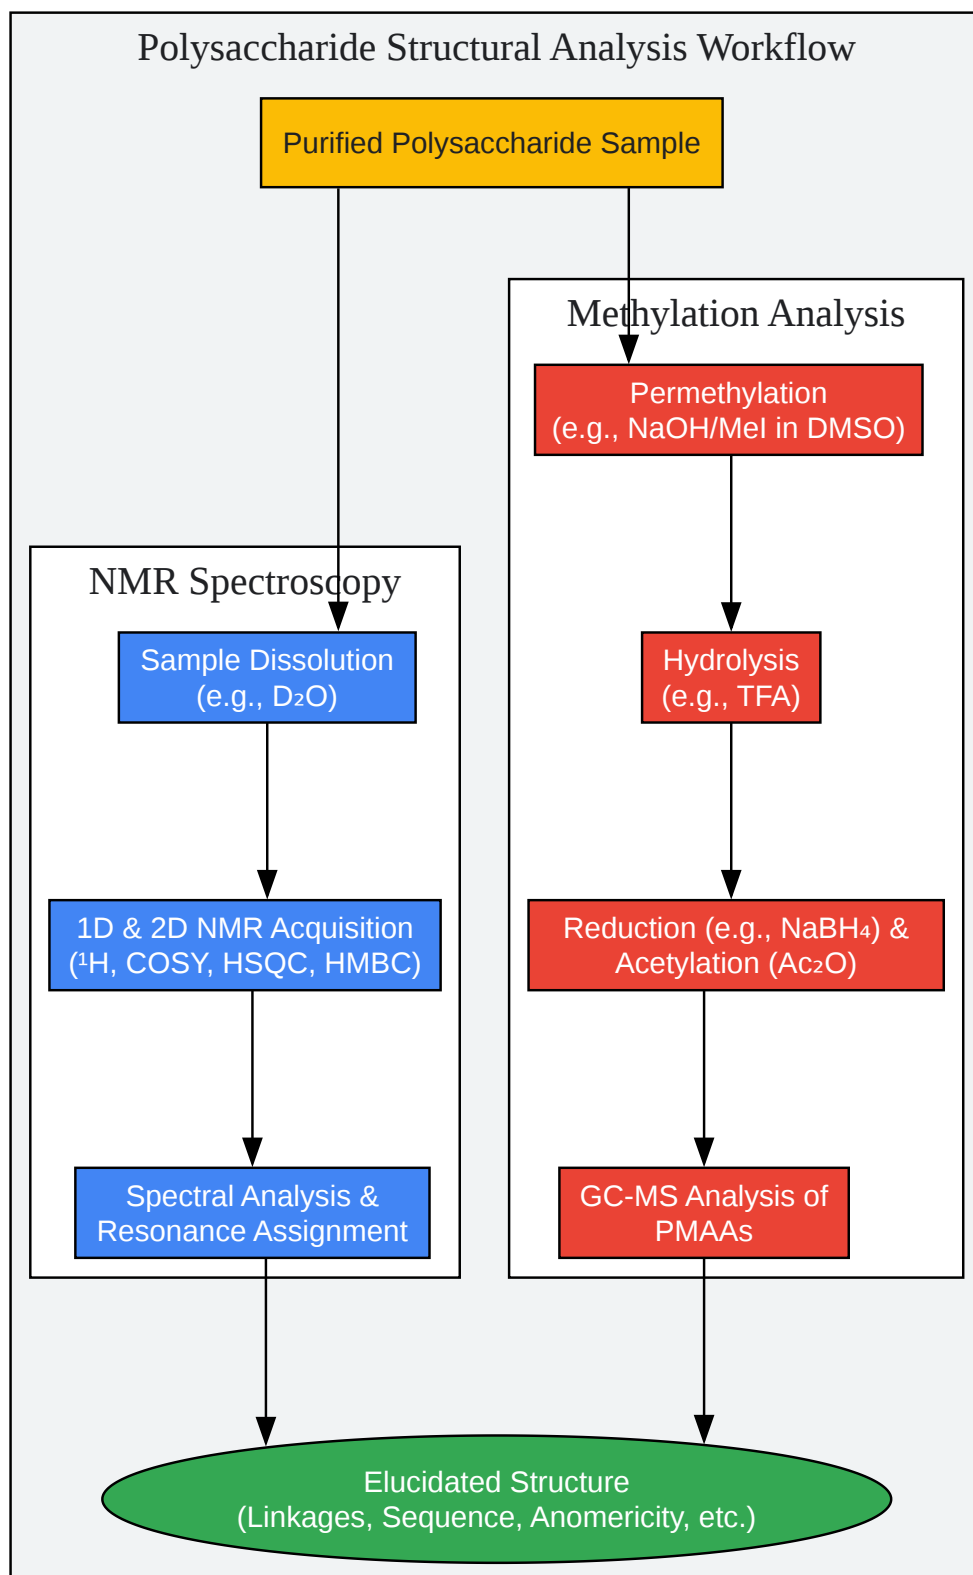 Polysaccharide Structural Analysis Workflow
Purified Polysaccharide Sample
Methylation Analysis
Permethylation
(e.g., NaOH/MeI in DMSO)
Hydrolysis
(e.g., TFA)
Reduction (e.g., NaBH₄) &
Acetylation (Ac₂O)
GC-MS Analysis of
PMAAs
NMR Spectroscopy
Sample Dissolution
(e.g., D₂O)
1D & 2D NMR Acquisition
(¹H, COSY, HSQC, HMBC)
Spectral Analysis &
Resonance Assignment
Elucidated Structure
(Linkages, Sequence, Anomericity, etc.)